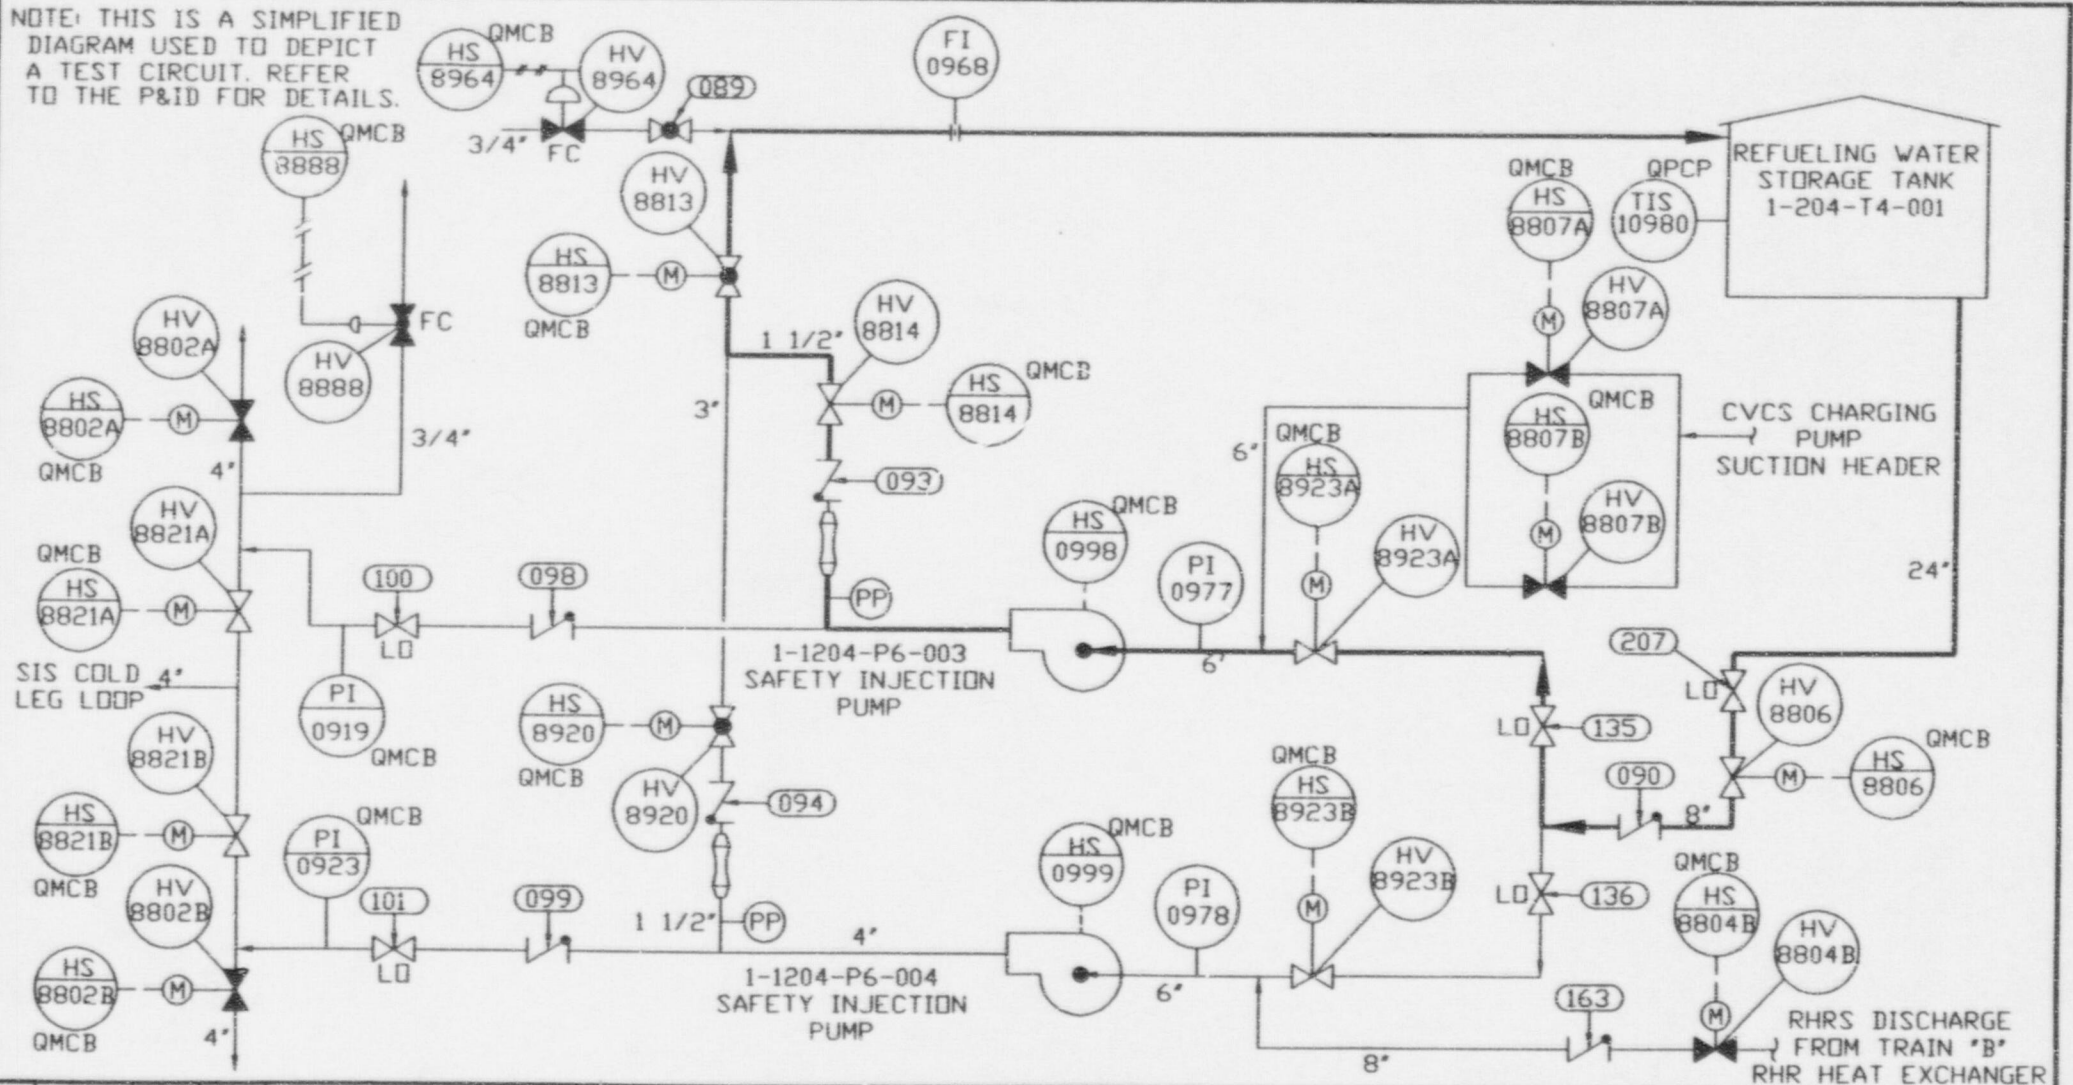 NOTE: THIS IS A SIMPLIFIED
DIAGRAM USED TO DEPICT
A TEST CIRCUIT. REFER
TO THE P&ID FOR DETAILS.
QMCB
HS
8964
HV
8964
089
3/4"
FC
FI
0968
HS
8888
QMCB
HV
8813
HS
8813
M
QMCB
REFUELING WATER
STORAGE TANK
1-204-T4-001
QMCB
HS
8807A
QPCP
TIS
10980
HV
8807A
M
HV
8802A
FC
HV
8888
HS
8802A
M
QMCB
4"
3/4"
1 1/2"
HV
8814
HS
8814
M
QMCB
3"
093
PP
QMCB
HS
8807B
M
HV
8807B
CVCS CHARGING
PUMP
SUCTION HEADER
6"
QMCB
HS
8923A
M
HV
8923A
HV
8821A
QMCB
HS
8821A
M
100
LO
098
HS
0998
QMCB
PI
0977
6'
24"
SIS COLD
LEG LOOP
4"
PI
0919
QMCB
1-1204-P6-003
SAFETY INJECTION
PUMP
207
LO
HV
8806
M
HS
8806
QMCB
LO
135
090
8"
HV
8821B
HS
8821B
M
QMCB
HS
8920
M
QMCB
HV
8920
094
QMCB
HS
8923B
M
HV
8923B
PI
0923
QMCB
HS
0999
QMCB
PI
0978
LO
136
QMCB
HS
8804B
M
HV
8804B
HV
8802B
101
LO
099
1 1/2"
PP
4"
1-1204-P6-004
SAFETY INJECTION
PUMP
6"
HS
8802B
M
QMCB
4"
163
8"
RHRS DISCHARGE
FROM TRAIN "B"
RHR HEAT EXCHANGER